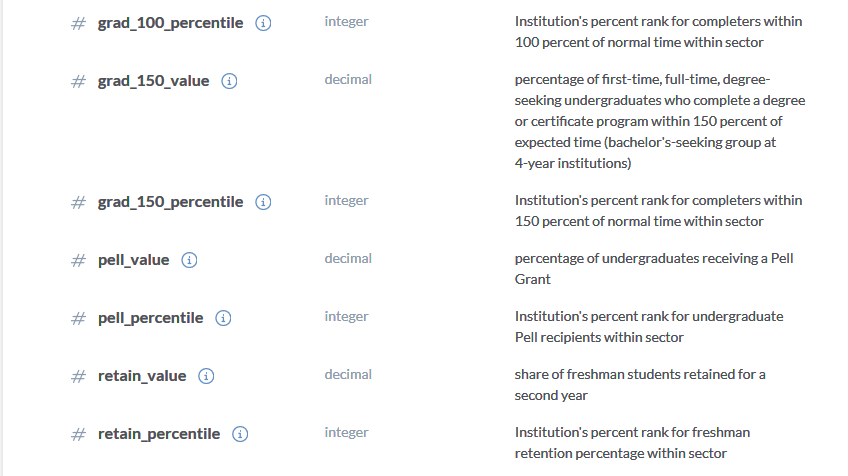 # grad_100_percentile i integer Institution's percent rank for completers within
100 percent of normal time within sector
# grad_150_value i decimal percentage of first-time, full-time, degree-
seeking undergraduates who complete a degree
or certificate program within 150 percent of
expected time (bachelor's-seeking group at
4-year institutions)
# grad_150_percentile i integer Institution's percent rank for completers within
150 percent of normal time within sector
# pell_value i decimal percentage of undergraduates receiving a Pell
Grant
# pell_percentile i integer Institution's percent rank for undergraduate
Pell recipients within sector
# retain_value i decimal share of freshman students retained for a
second year
# retain_percentile i integer Institution's percent rank for freshman
retention percentage within sector